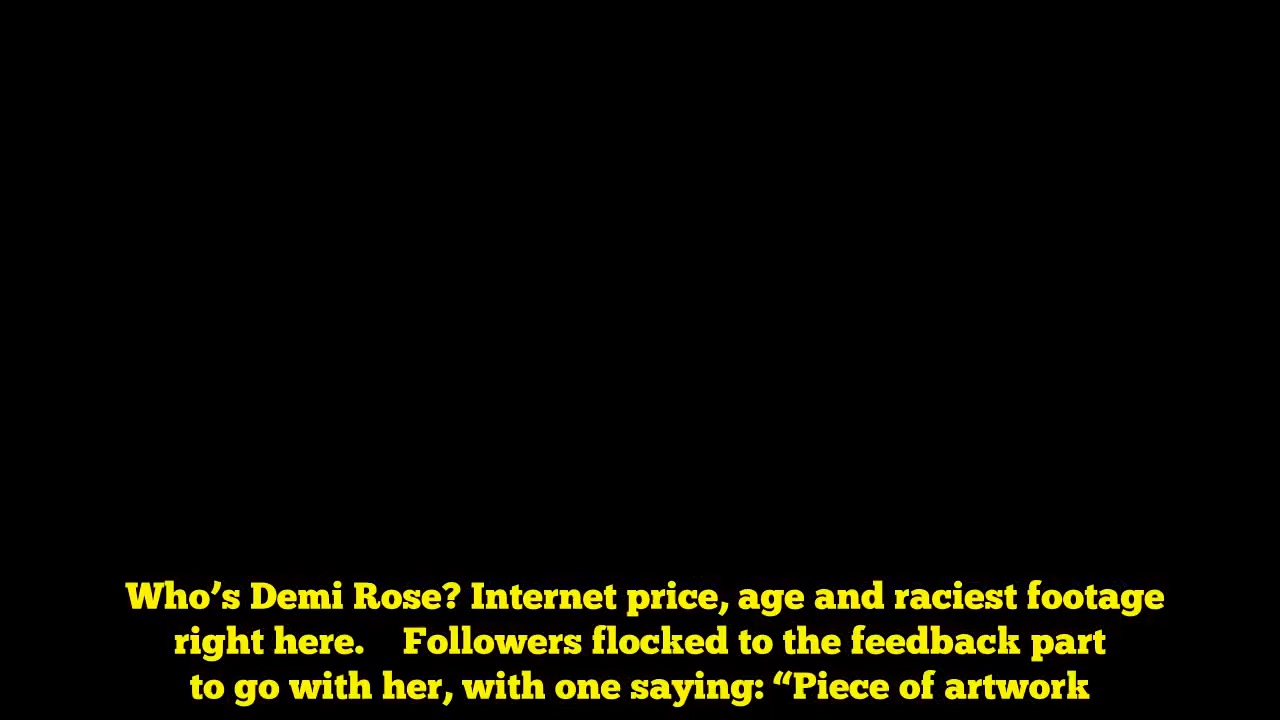 Who’s Demi Rose? Internet price, age and raciest footage
right here.    Followers flocked to the feedback part
to go with her, with one saying: “Piece of artwork